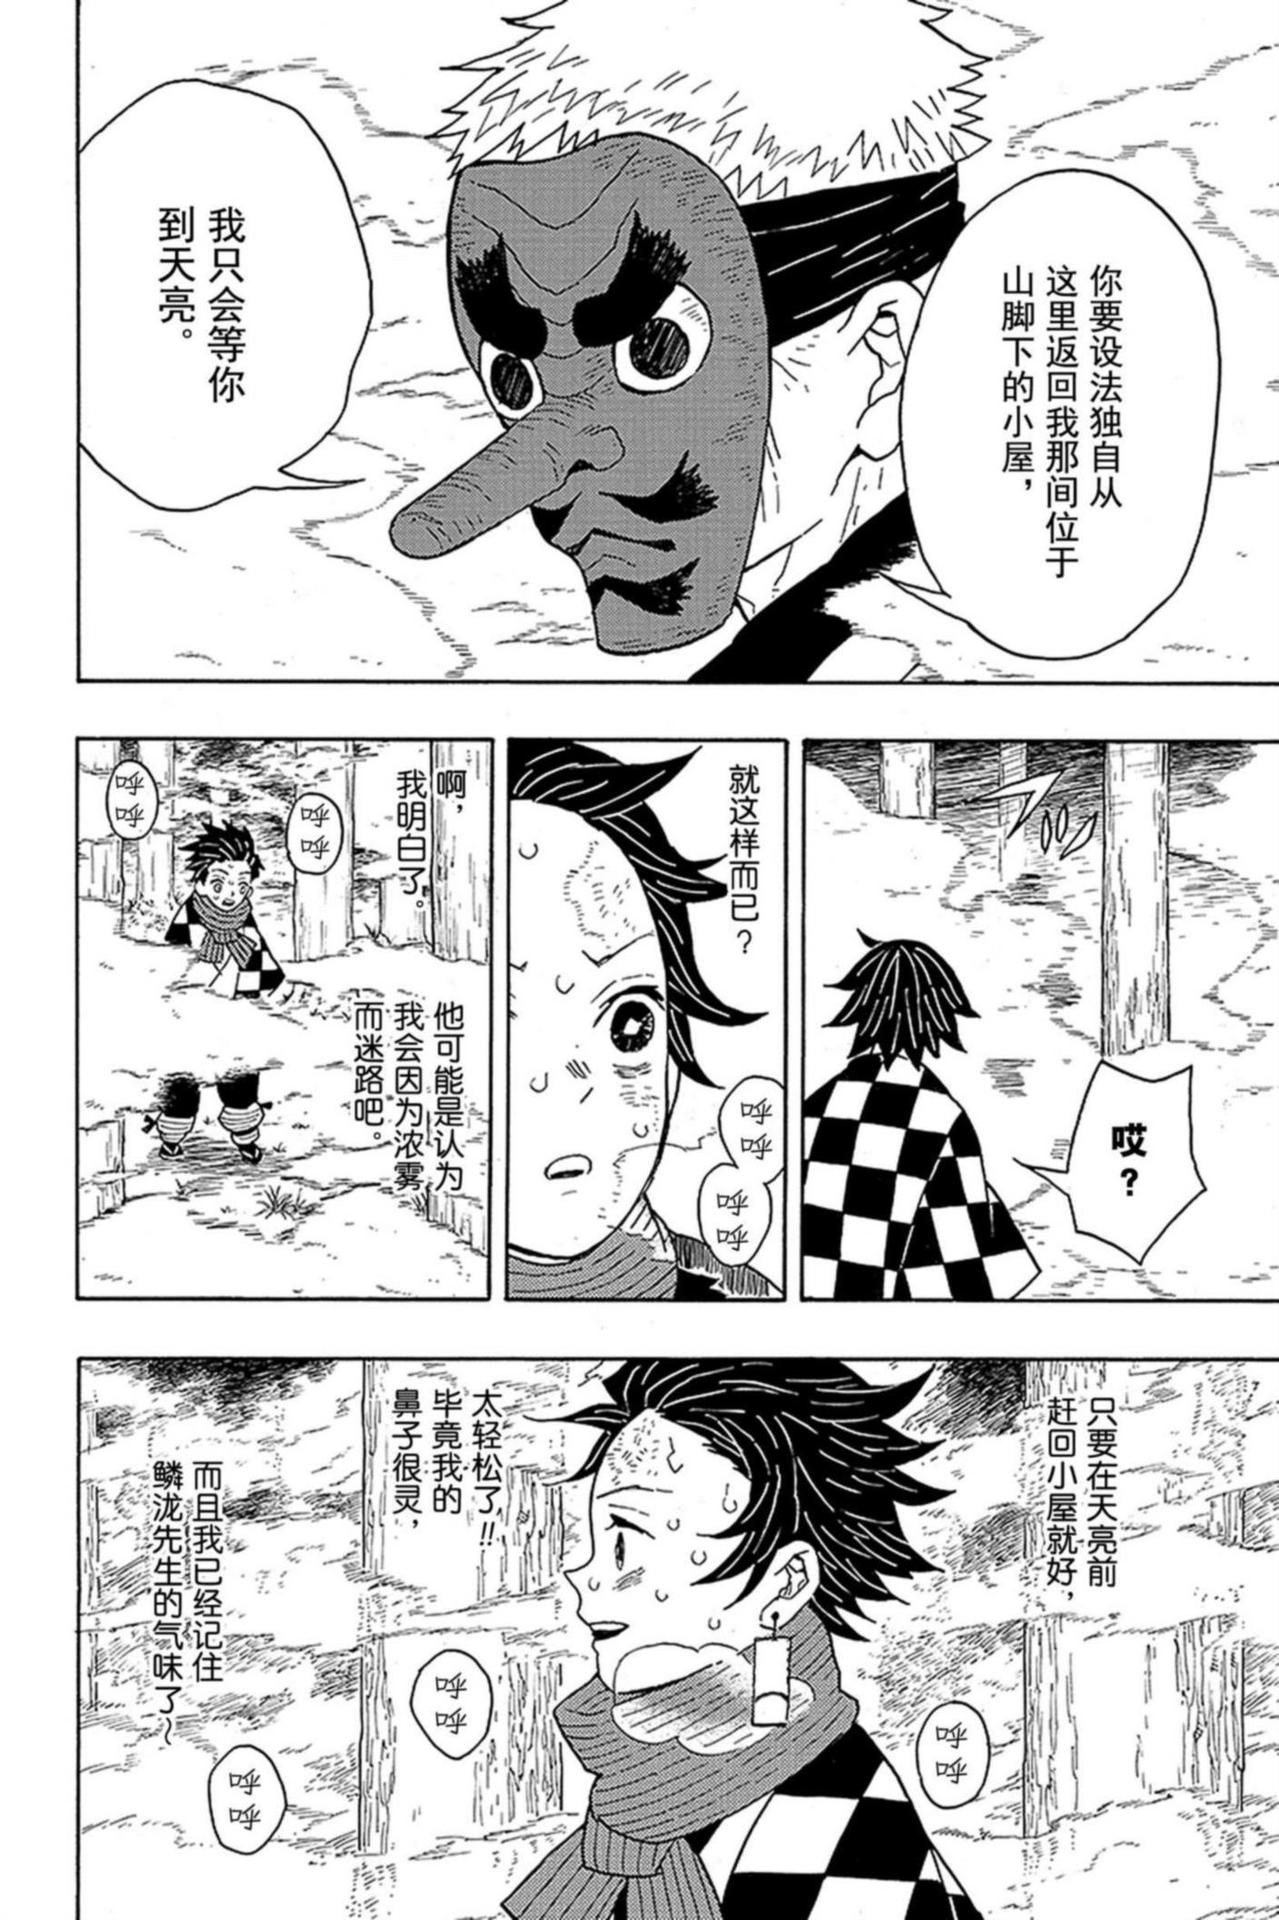 你要设法独自从
这里返回我那间位于
山脚下的小屋，
我只会等你
到天亮。
哎？
就这样而已？
呼呼
呼呼
啊，
我明白了。
呼呼
呼呼
他可能是认为
我会因为浓雾
而迷路吧。
只要在天亮前
赶回小屋就好，
太轻松了!!
毕竟我的
鼻子很灵，
而且我已经记住
鳞泷先生的气味了~
呼呼
呼呼
呼呼